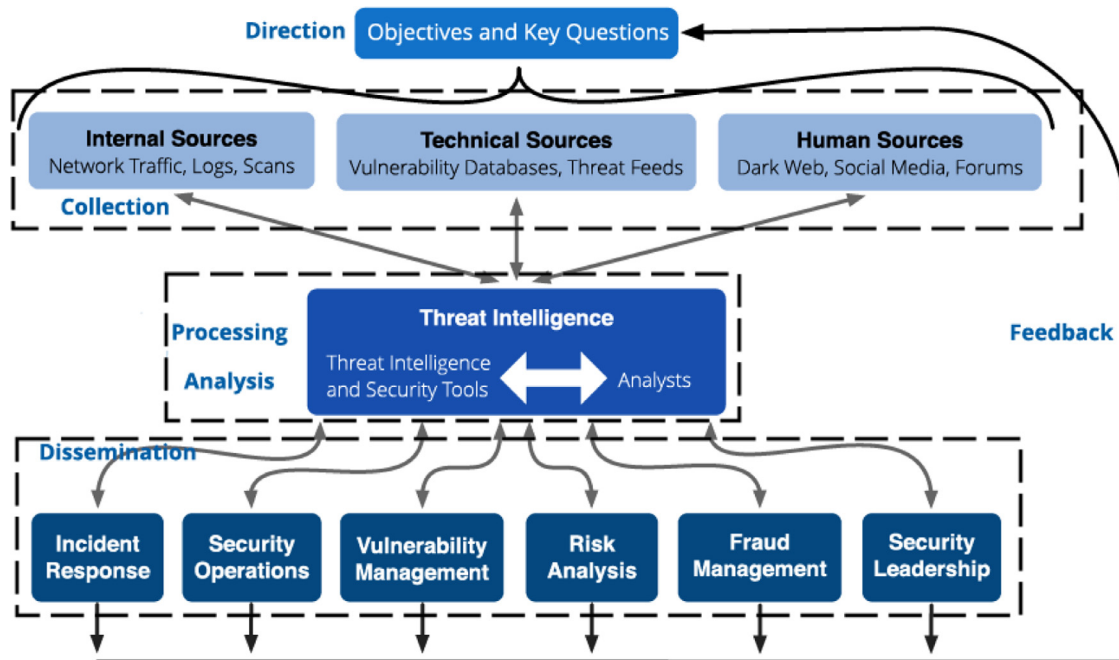 Direction
Objectives and Key Questions
Internal Sources
Network Traffic, Logs, Scans
Technical Sources
Vulnerability Databases, Threat Feeds
Human Sources
Dark Web, Social Media, Forums
Collection
Threat Intelligence
Processing
Analysis
Threat Intelligence
and Security Tools
Analysts
Feedback
Dissemination
Incident
Response
Security
Operations
Vulnerability
Management
Risk
Analysis
Fraud
Management
Security
Leadership